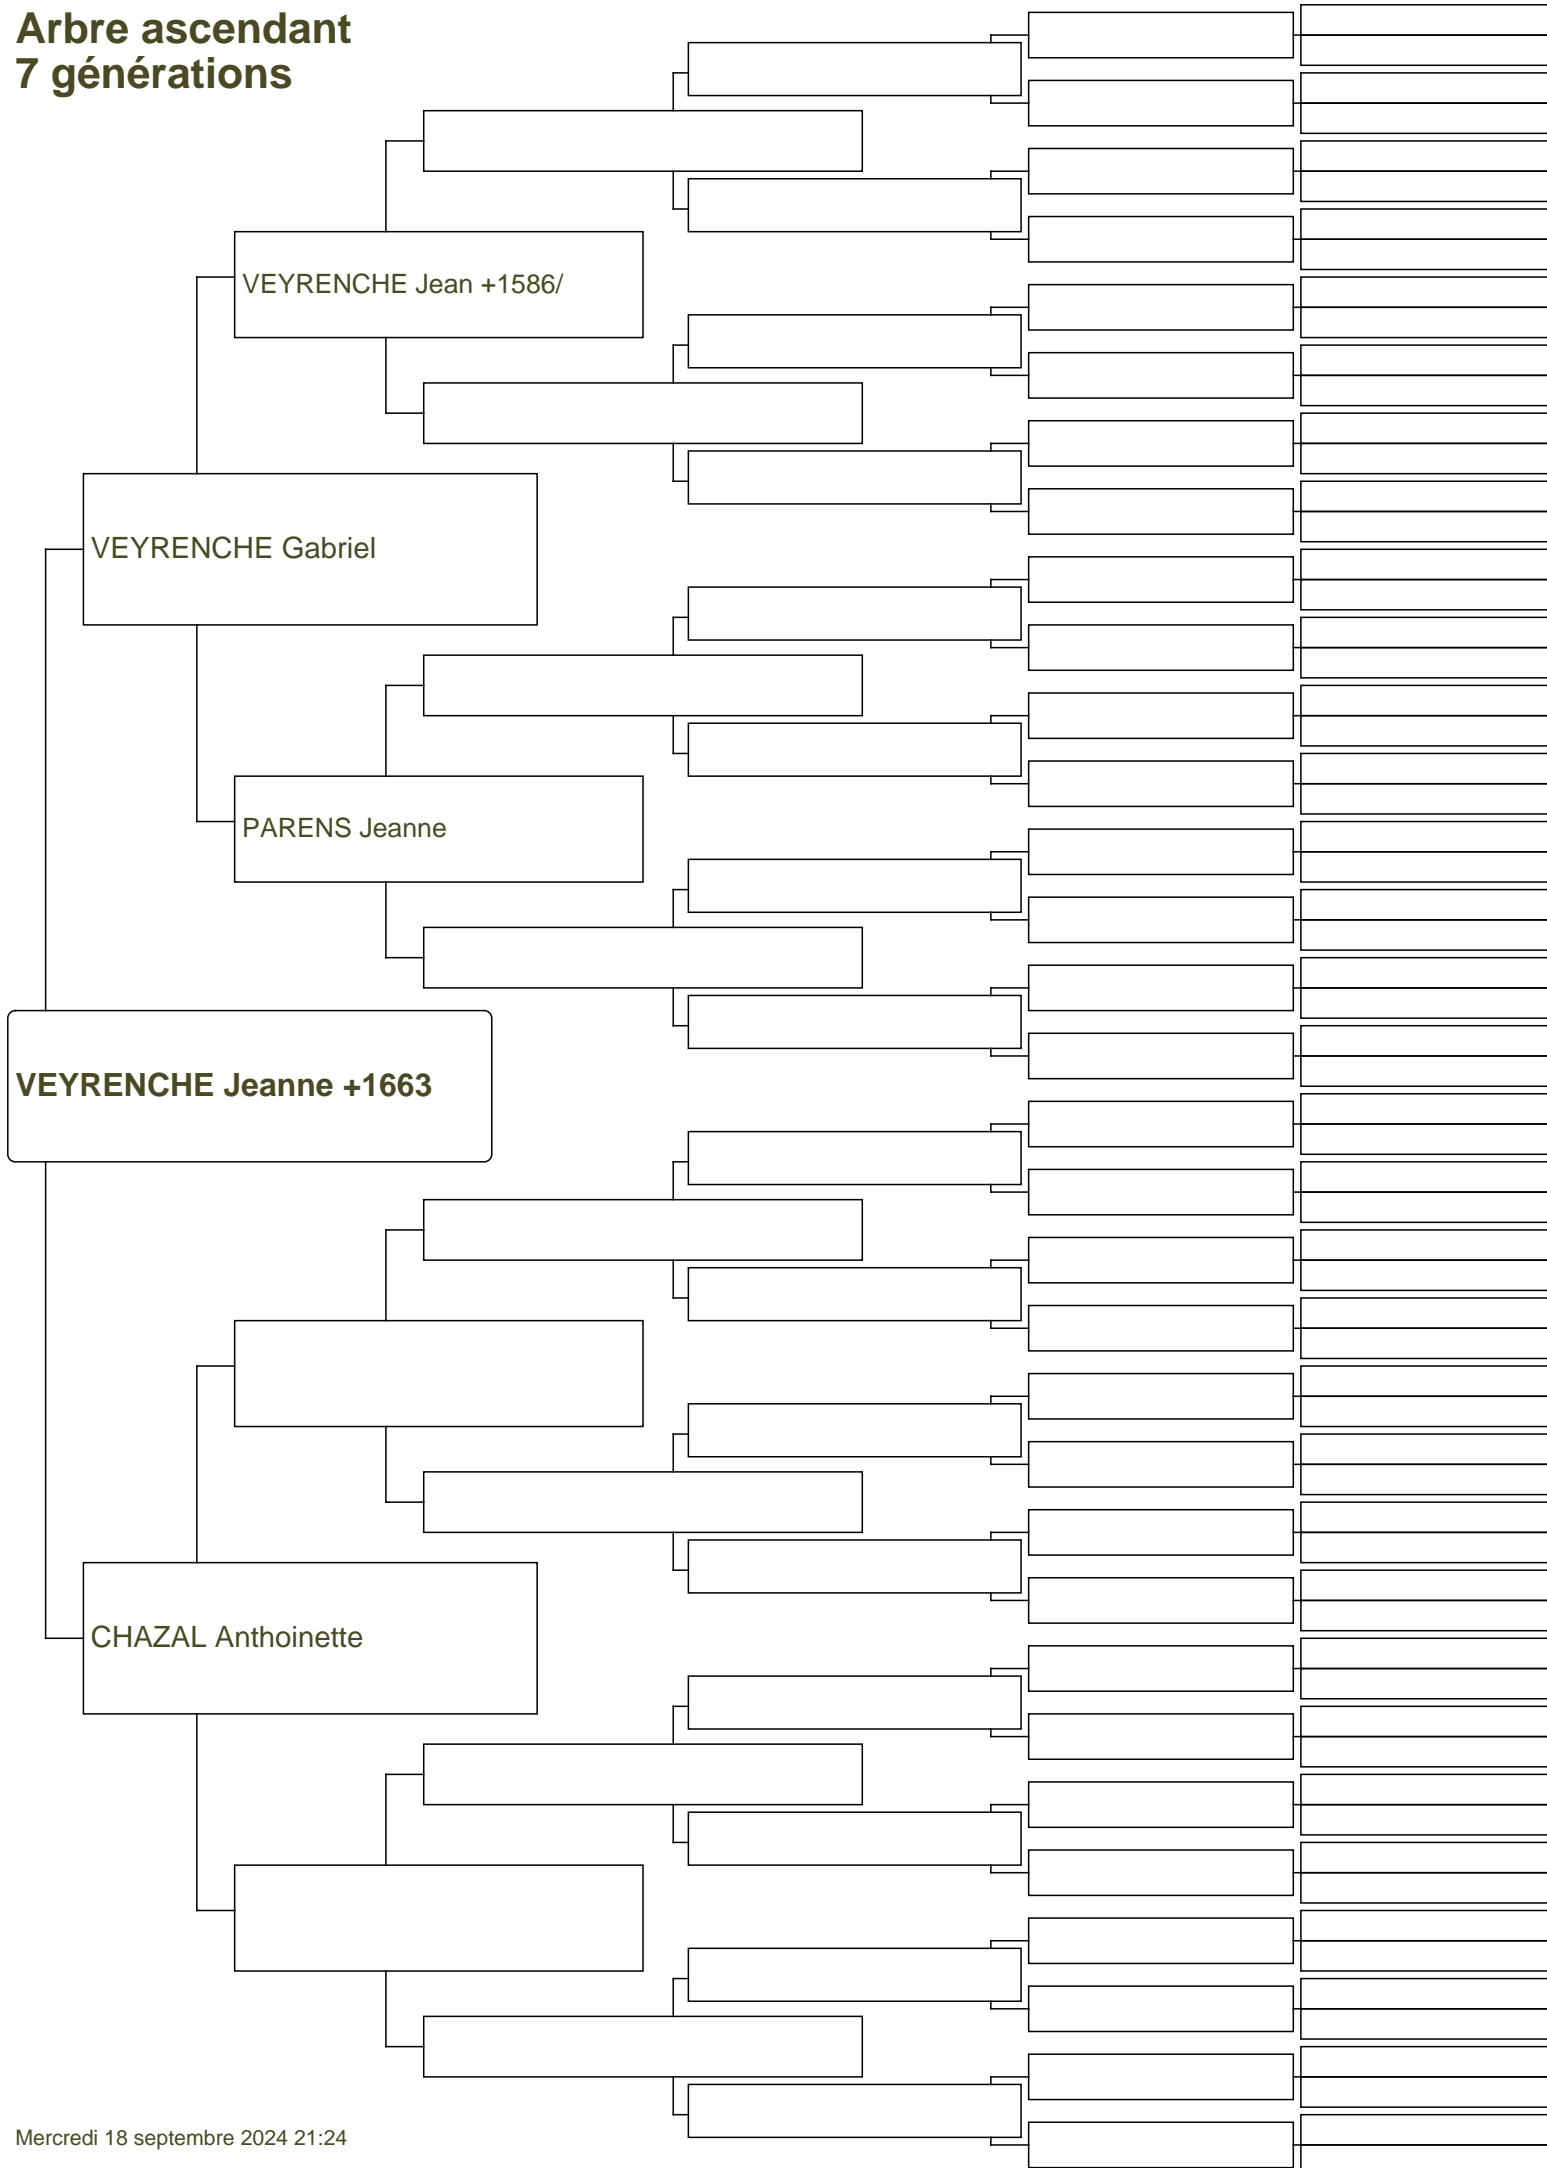 Arbre ascendant
7 générations
VEYRENCHE Jean +1586/
VEYRENCHE Gabriel
PARENS Jeanne
VEYRENCHE Jeanne +1663
CHAZAL Anthoinette
Mercredi 18 septembre 2024 21:24